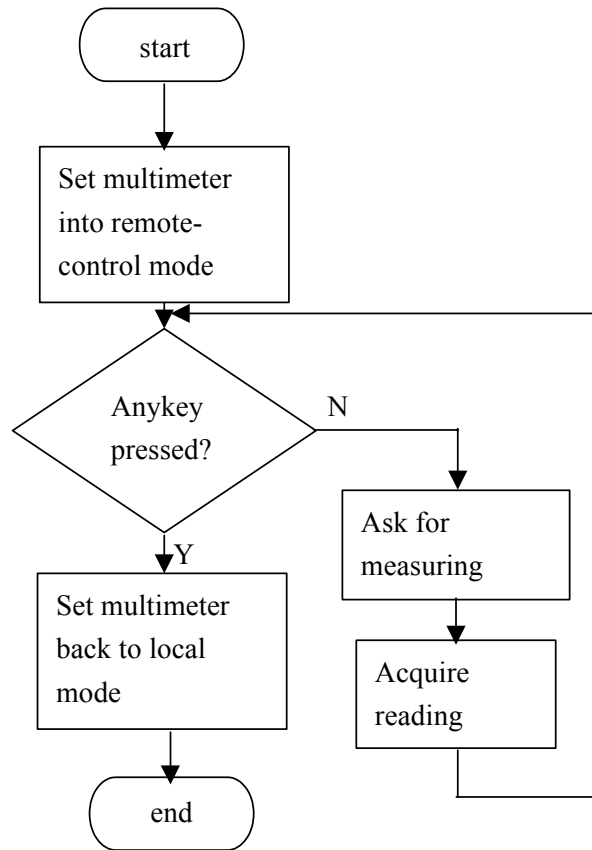 start
Set multimeter
into remote-
control mode
Anykey
pressed?
N
Ask for
measuring
Acquire
reading
Y
Set multimeter
back to local
mode
end